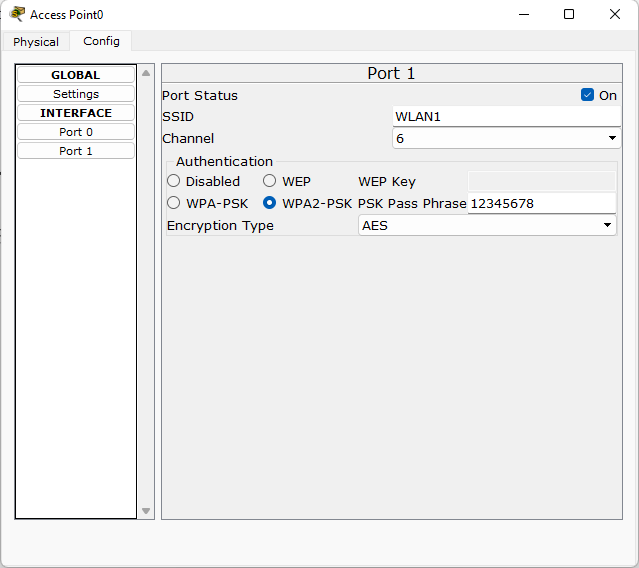 Access Point0
Physical Config
GLOBAL
Settings
INTERFACE
Port 0
Port 1
Port 1
Port Status On
SSID WLAN1
Channel 6
Authentication
Disabled WEP WEP Key
WPA-PSK WPA2-PSK PSK Pass Phrase 12345678
Encryption Type AES